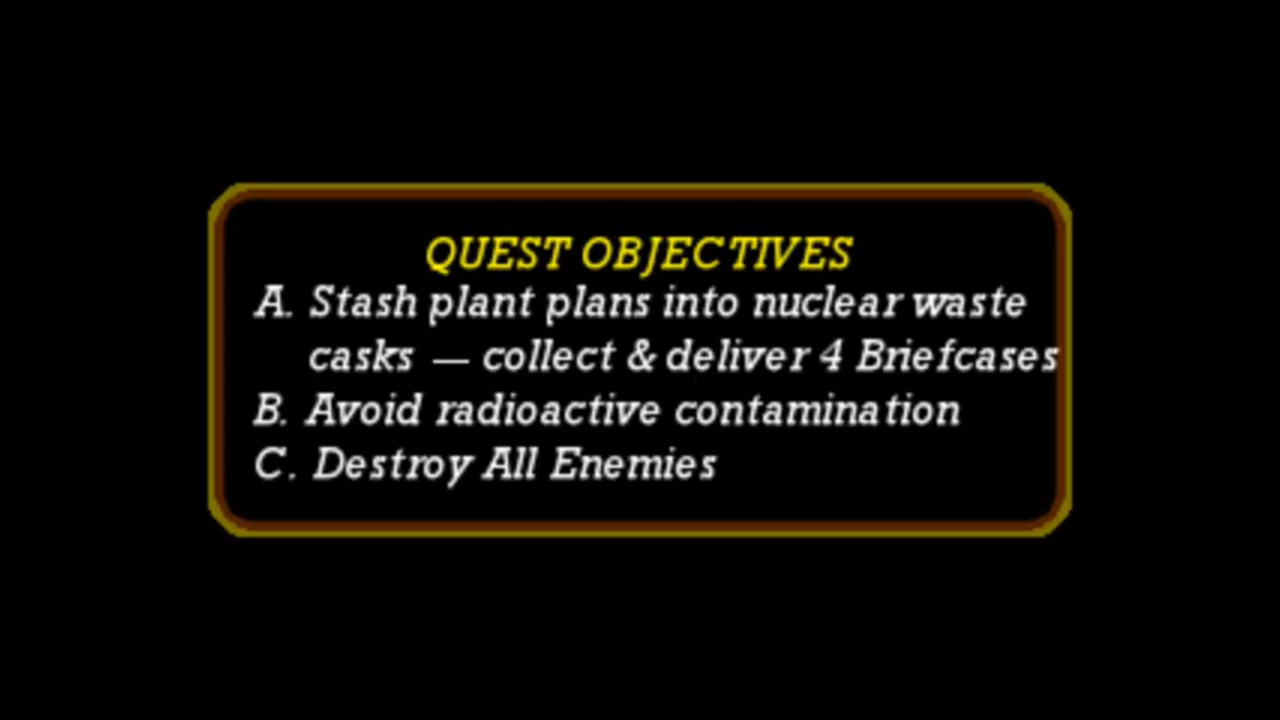 QUEST OBJECTIVES
A. Stash plant plans into nuclear waste
casks — collect & deliver 4 Briefcases
B. Avoid radioactive contamination
C. Destroy All Enemies